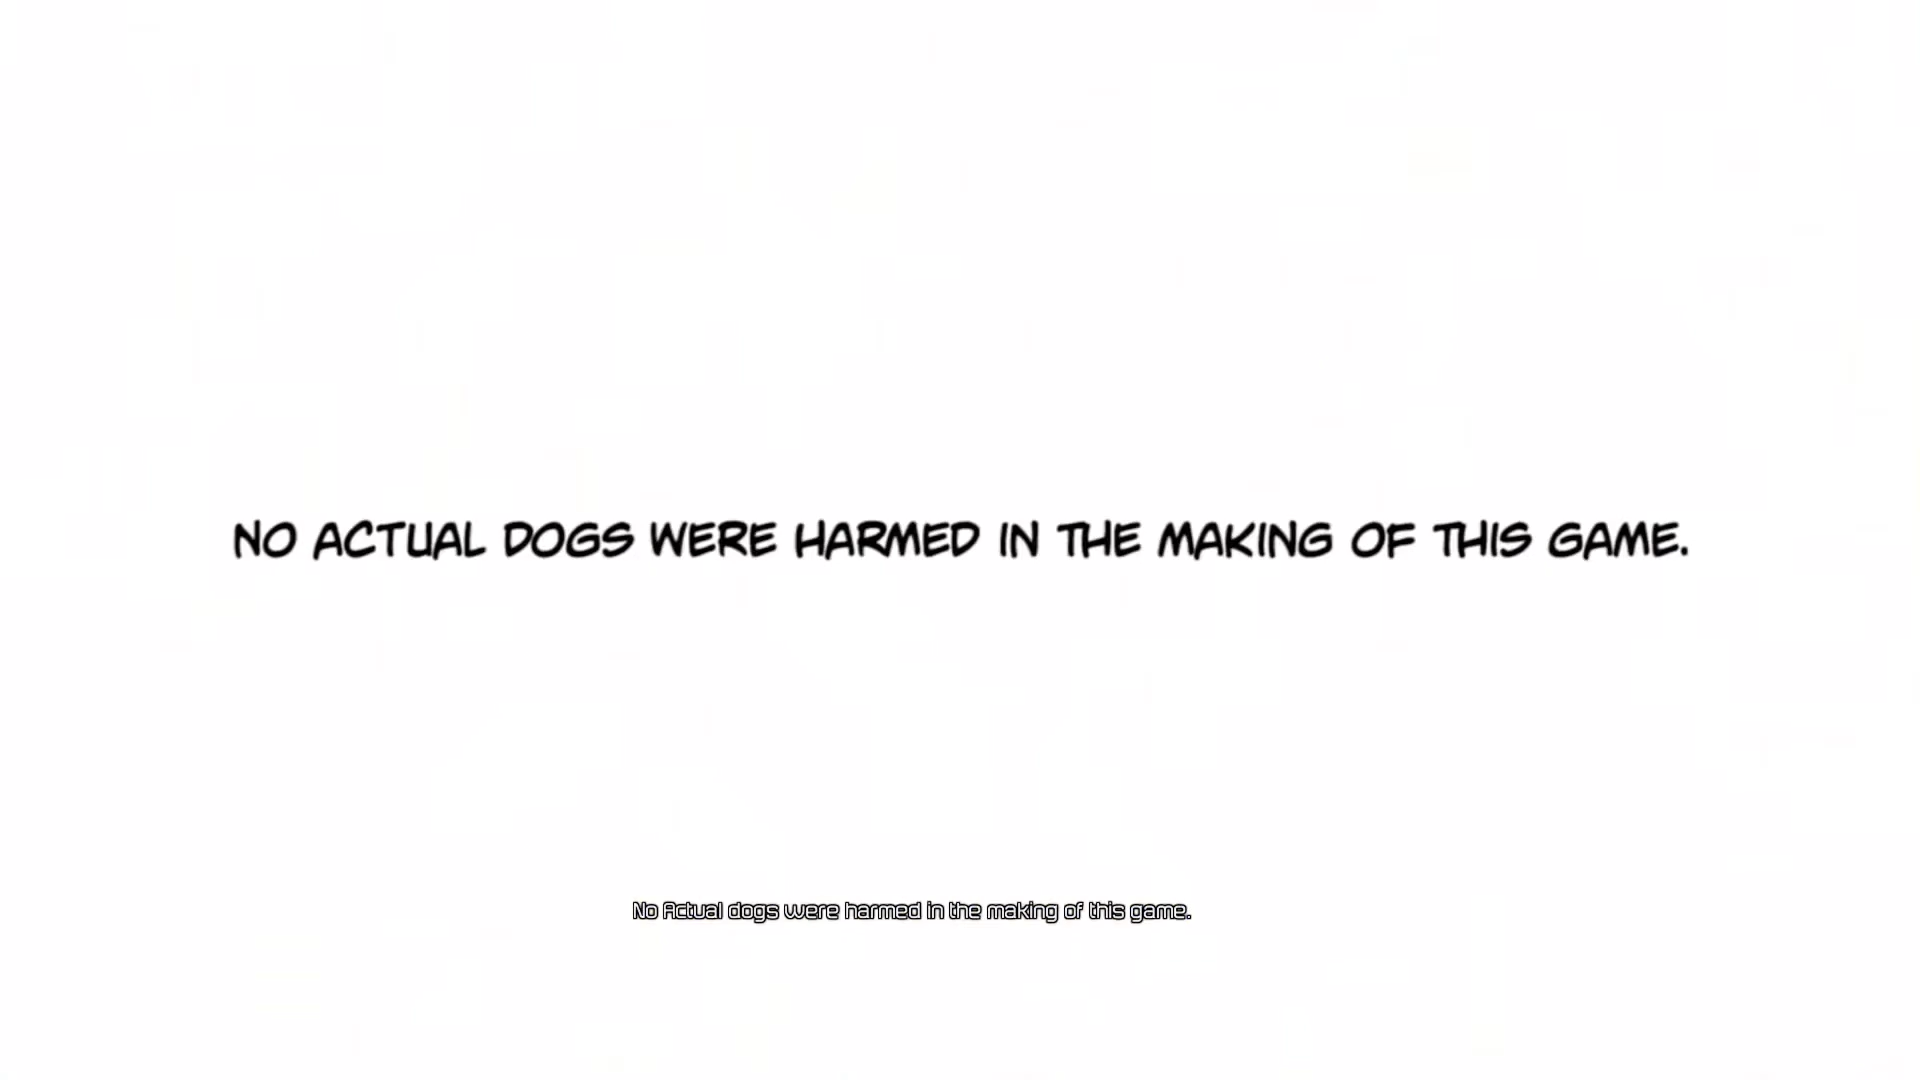 NO ACTUAL DOGS WERE HARMED IN THE MAKING OF THIS GAME.
No Actual dogs were harmed in the making of this game.